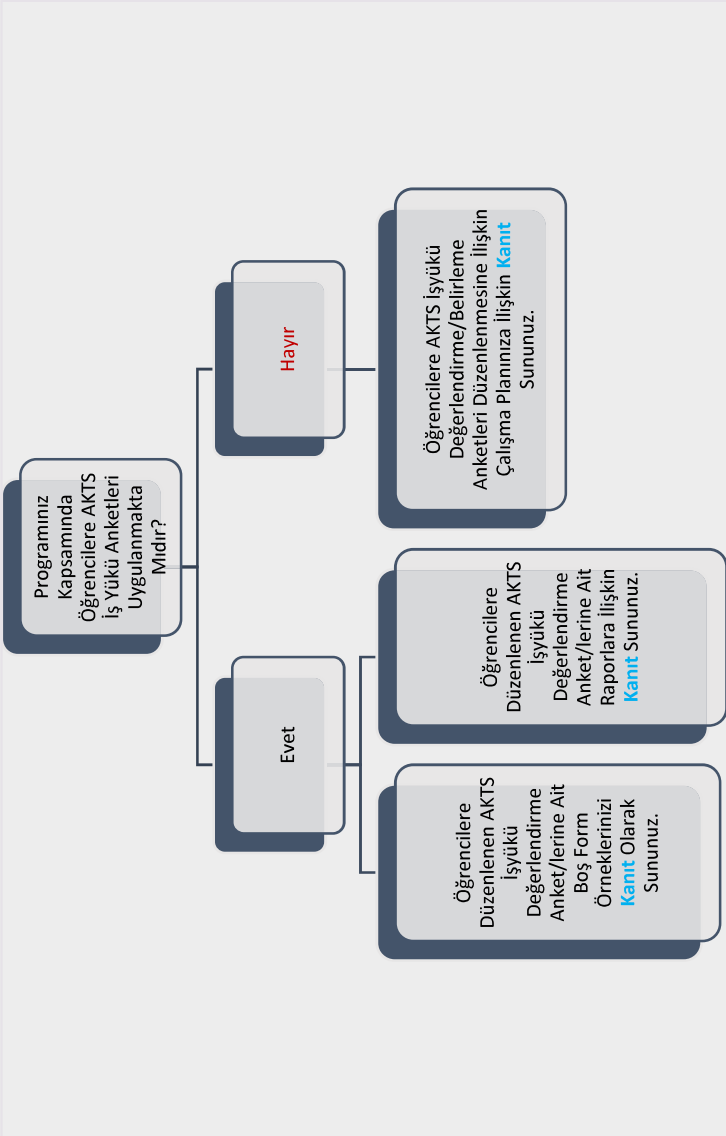 Programınız
Kapsamında
Öğrencilere AKTS
İş Yükü Anketleri
Uygulanmakta
Mıdır?
Evet
Hayır
Öğrencilere
Düzenlenen AKTS
İşyükü
Değerlendirme
Anket/lerine Ait
Boş Form
Örneklerinizi
Kanıt Olarak
Sununuz.
Öğrencilere
Düzenlenen AKTS
İşyükü
Değerlendirme
Anket/lerine Ait
Raporlara İlişkin
Kanıt Sununuz.
Öğrencilere AKTS İşyükü
Değerlendirme/Belirleme
Anketleri Düzenlenmesine İlişkin
Çalışma Planınıza İlişkin Kanıt
Sununuz.